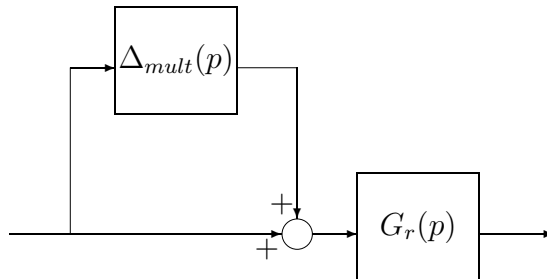 Δ_{mult}(p)
+
+
G_r(p)